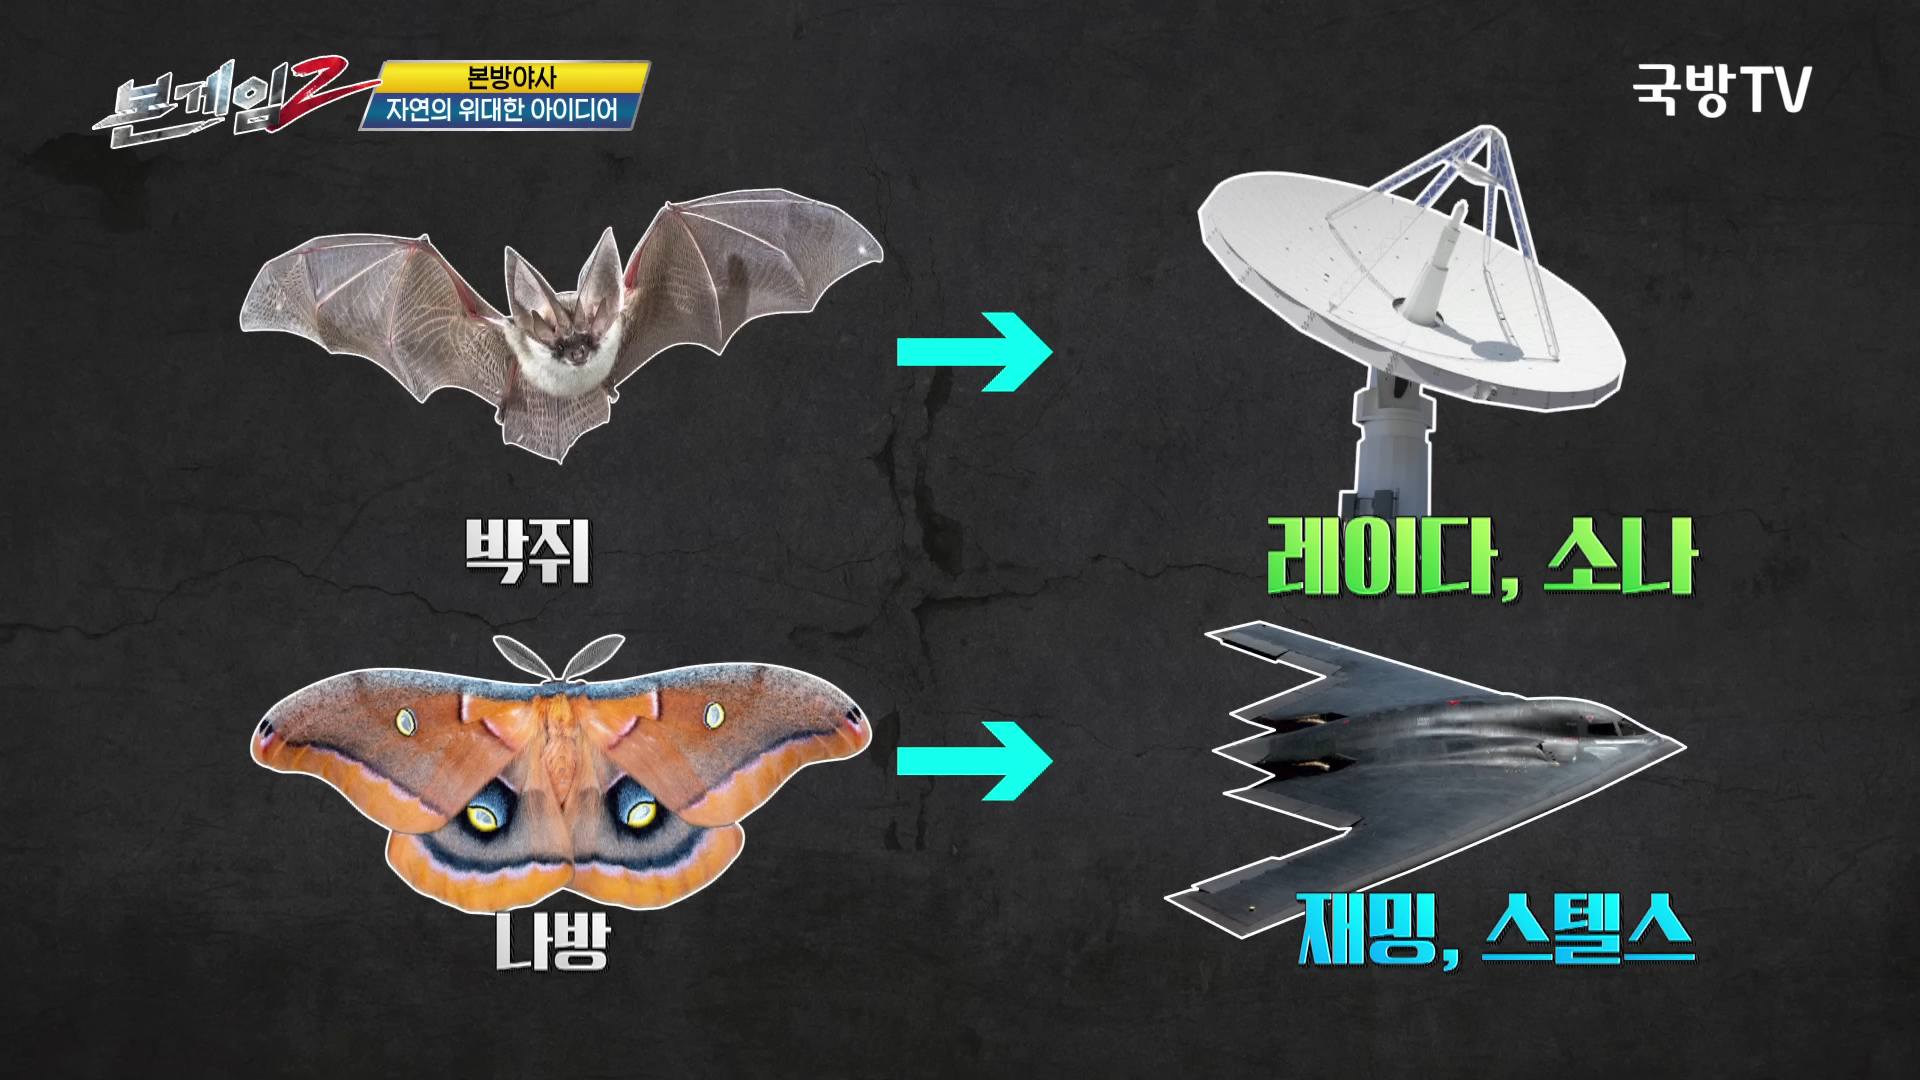 본게임2
본방야사
자연의 위대한 아이디어
국방TV
박쥐
레이다, 소나
나방
재밍, 스텔스